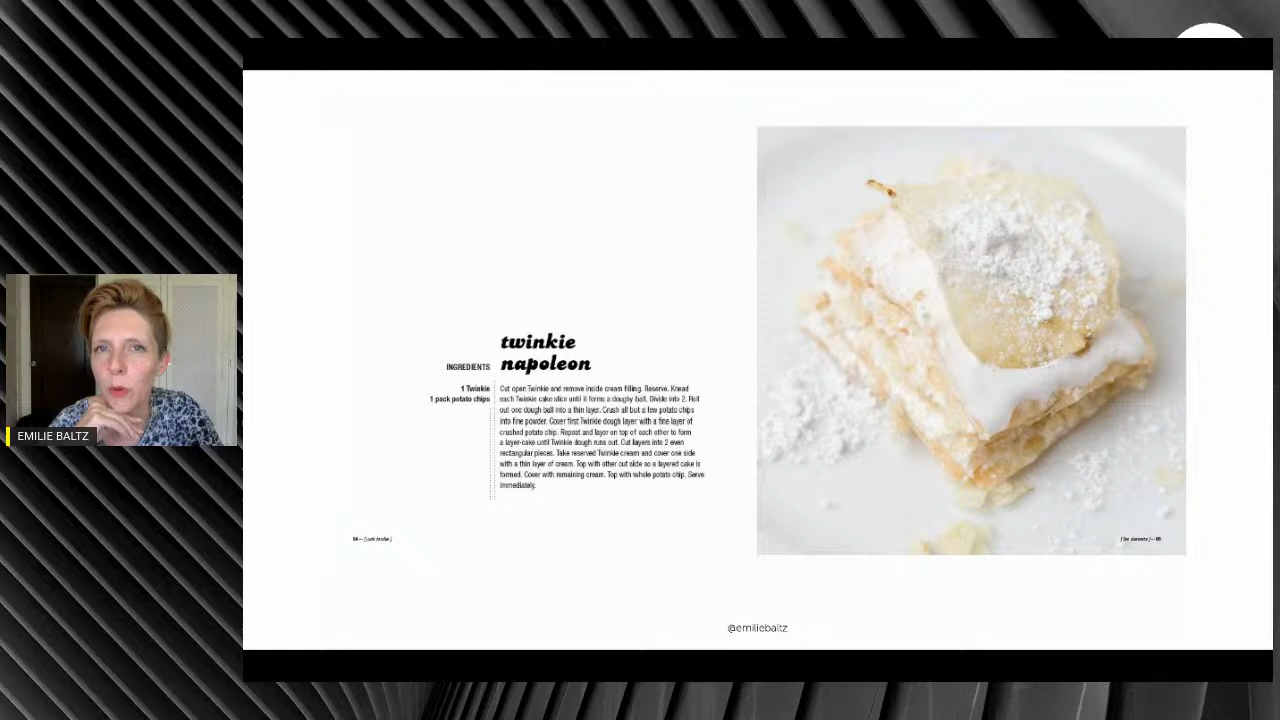 twinkie
napoleon
INGREDIENTS
1 Twinkie
1 pack potato chips
Cut open Twinkie and remove inside cream filling. Reserve. Knead
each Twinkie cake slice until it forms a doughy ball. Divide into 2. Roll
out one dough ball into a thin layer. Crush all but a few potato chips
into fine powder. Cover first Twinkie dough layer with a fine layer of
crushed potato chip. Repeat and layer on top of each other to form
a layer-cake until Twinkie dough runs out. Cut layers into 2 even
rectangular pieces. Take reserved Twinkie cream and cover one side
with a thin layer of cream. Top with other cut side so a layered cake is
formed. Cover with remaining cream. Top with whole potato chip. Serve
immediately.
EMILIE BALTZ
@emiliebaltz